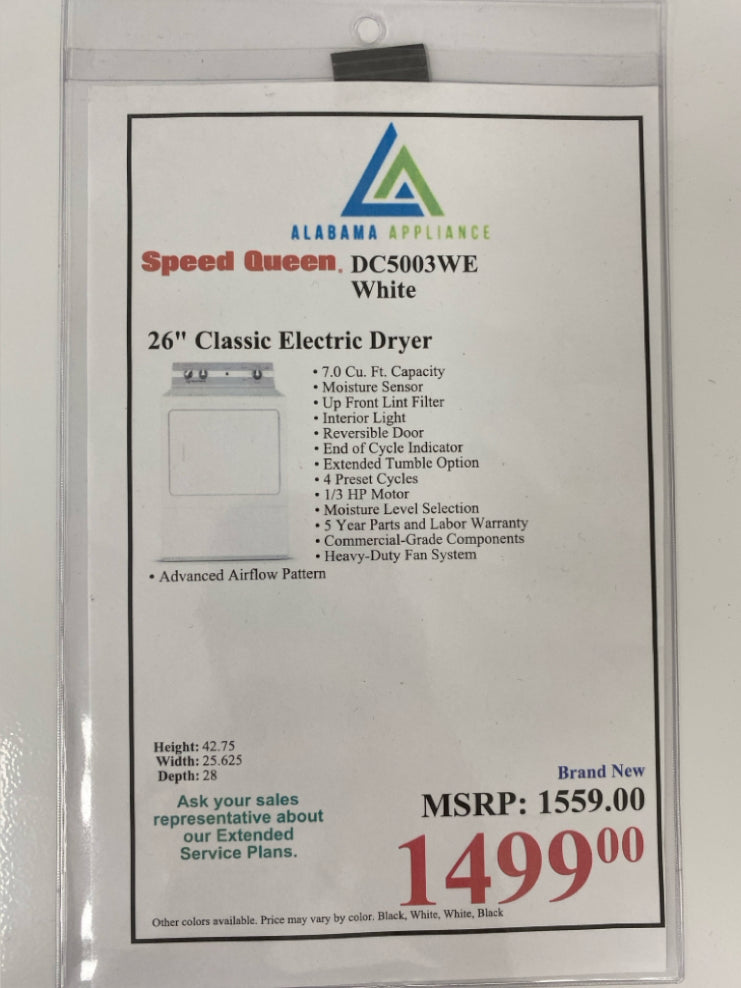 ALABAMA APPLIANCE
Speed Queen. DC5003WE
White
26" Classic Electric Dryer
• 7.0 Cu. Ft. Capacity
• Moisture Sensor
• Up Front Lint Filter
• Interior Light
• Reversible Door
• End of Cycle Indicator
• Extended Tumble Option
• 4 Preset Cycles
• 1/3 HP Motor
• Moisture Level Selection
• 5 Year Parts and Labor Warranty
• Commercial-Grade Components
• Heavy-Duty Fan System
• Advanced Airflow Pattern
Height: 42.75
Width: 25.625
Depth: 28
Ask your sales
representative about
our Extended
Service Plans.
Brand New
MSRP: 1559.00
149900
Other colors available. Price may vary by color. Black, White, White, Black